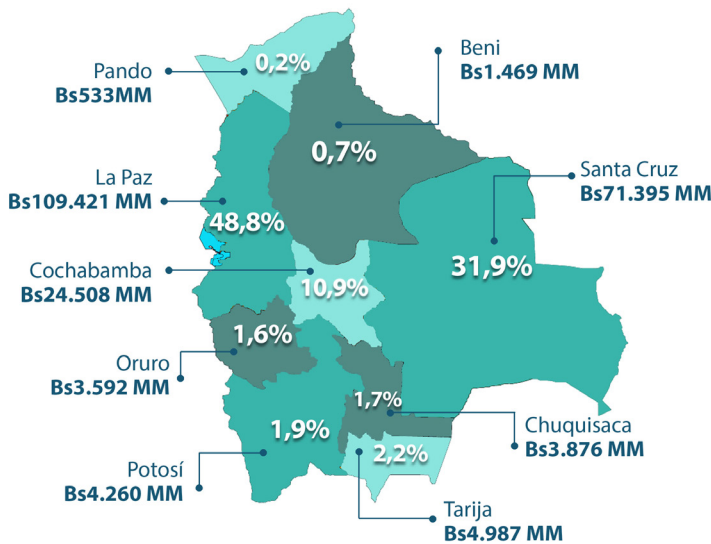 Pando
Bs533MM
0,2%
Beni
Bs1.469 MM
0,7%
La Paz
Bs109.421 MM
48,8%
Santa Cruz
Bs71.395 MM
31,9%
Cochabamba
Bs24.508 MM
10,9%
Oruro
Bs3.592 MM
1,6%
Chuquisaca
Bs3.876 MM
1,7%
Potosí
Bs4.260 MM
1,9%
Tarija
Bs4.987 MM
2,2%